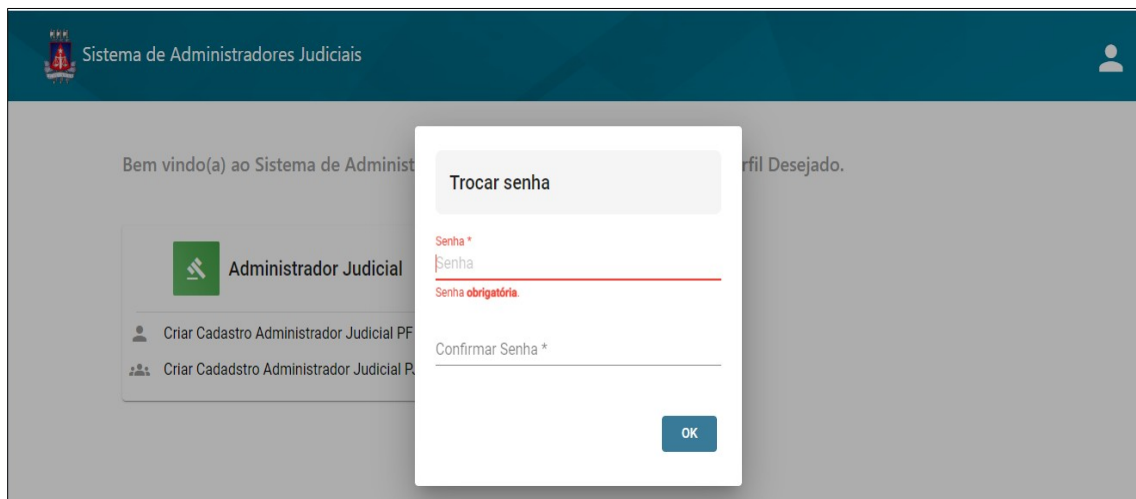 Sistema de Administradores Judiciais
Bem vindo(a) ao Sistema de Administ
rfil Desejado.
Trocar senha
Senha *
Senha
Senha obrigatória.
Administrador Judicial
Criar Cadastro Administrador Judicial PF
Confirmar Senha *
Criar Cadadstro Administrador Judicial P
OK